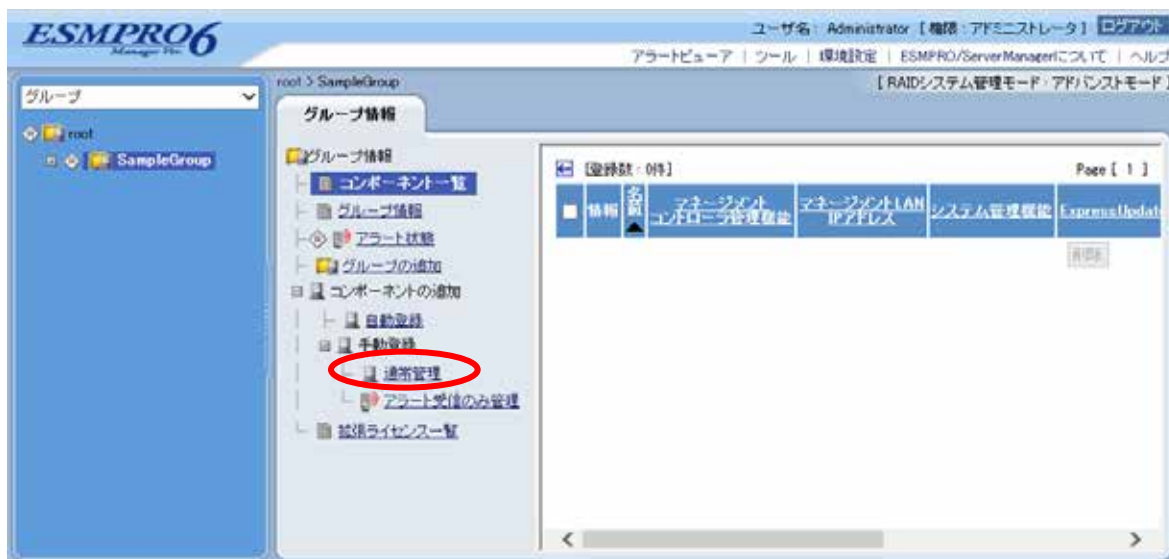 ESMPRO6
Manager Ver.
ユーザ名: Administrator [ 権限 : アドミニストレータ ] ログアウト
アラートビューア | ツール | 環境設定 | ESMPRO/ServerManagerについて | ヘルプ
グループ
root
SampleGroup
root > SampleGroup
[ RAIDシステム管理モード : アドバンストモード ]
グループ情報
グループ情報
コンポーネント一覧
グループ情報
アラート状態
グループの追加
コンポーネントの追加
自動登録
手動登録
通常管理
アラート受信のみ管理
拡張ライセンス一覧
[登録数 : 0件]
Page [ 1 ]
情報
名前
マネージメント
コントローラ管理機能
マネージメントLAN
IPアドレス
システム管理機能
ExpressUpdat
削除